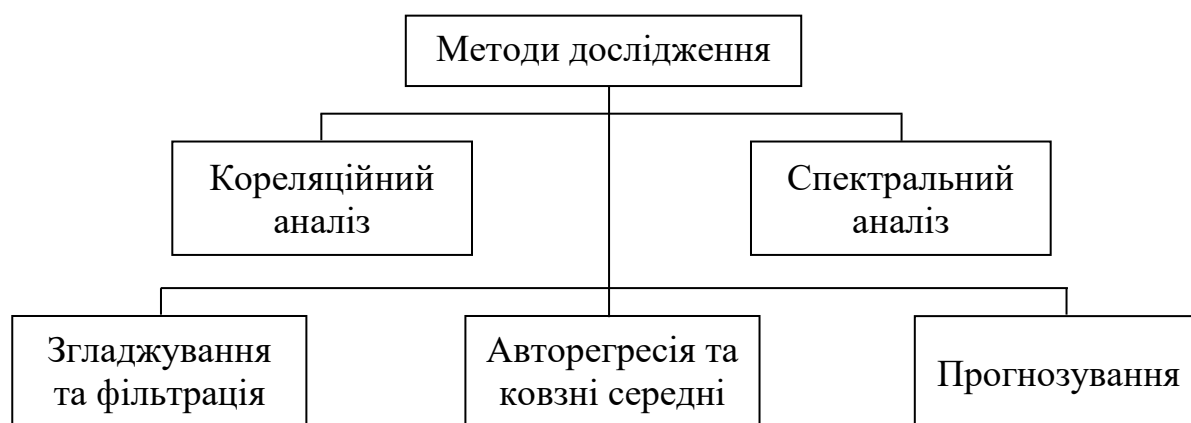 Методи дослідження
Кореляційний
аналіз
Спектральний
аналіз
Згладжування
та фільтрація
Авторегресія та
ковзні середні
Прогнозування